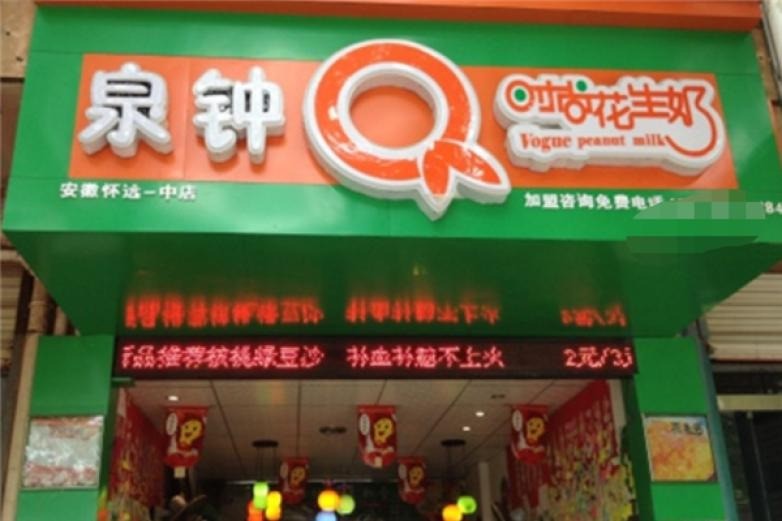 泉钟
Q
时尚花生奶
Vogue peanut milk
安徽怀远一中店
加盟咨询免费电话
品推荐核桃绿豆沙 补血补脑不上火 2元/3元